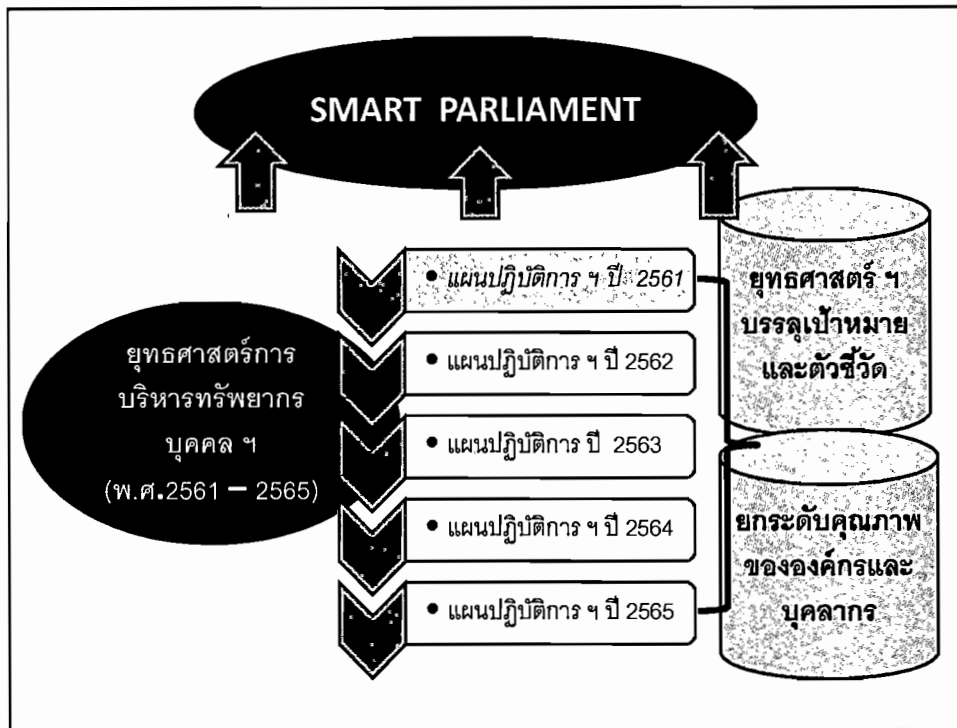 SMART PARLIAMENT
ยุทธศาสตร์การ
บริหารทรัพยากร
บุคคล ฯ
(พ.ศ.2561 – 2565)
• แผนปฏิบัติการ ฯ ปี 2561
• แผนปฏิบัติการ ฯ ปี 2562
• แผนปฏิบัติการ ปี 2563
• แผนปฏิบัติการ ฯ ปี 2564
• แผนปฏิบัติการ ฯ ปี 2565
ยุทธศาสตร์ ฯ
บรรลุเป้าหมาย
และตัวชี้วัด
ยกระดับคุณภาพ
ขององค์กรและ
บุคลากร